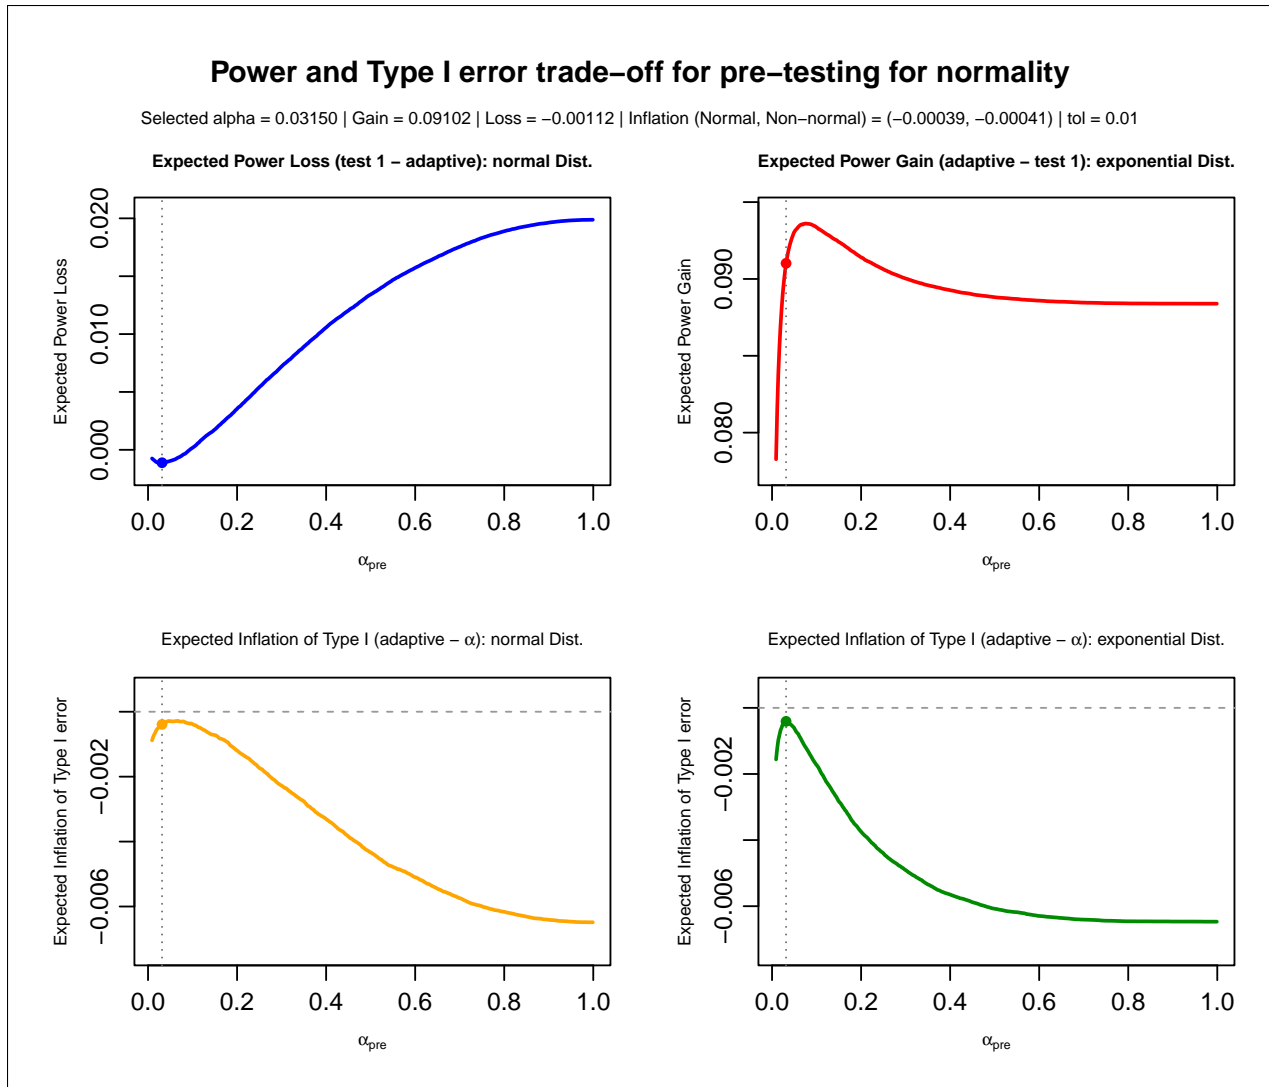 Power and Type I error trade−off for pre−testing for normality
Selected alpha = 0.03150 | Gain = 0.09102 | Loss = −0.00112 | Inflation (Normal, Non−normal) = (−0.00039, −0.00041) | tol = 0.01
Expected Power Loss (test 1 − adaptive): normal Dist.
Expected Power Loss
0.020
0.010
0.000
0.0 0.2 0.4 0.6 0.8 1.0
αpre
Expected Power Gain (adaptive − test 1): exponential Dist.
Expected Power Gain
0.090
0.080
0.0 0.2 0.4 0.6 0.8 1.0
αpre
Expected Inflation of Type I (adaptive − α): normal Dist.
Expected Inflation of Type I error
−0.002
−0.006
0.0 0.2 0.4 0.6 0.8 1.0
αpre
Expected Inflation of Type I (adaptive − α): exponential Dist.
Expected Inflation of Type I error
−0.002
−0.006
0.0 0.2 0.4 0.6 0.8 1.0
αpre